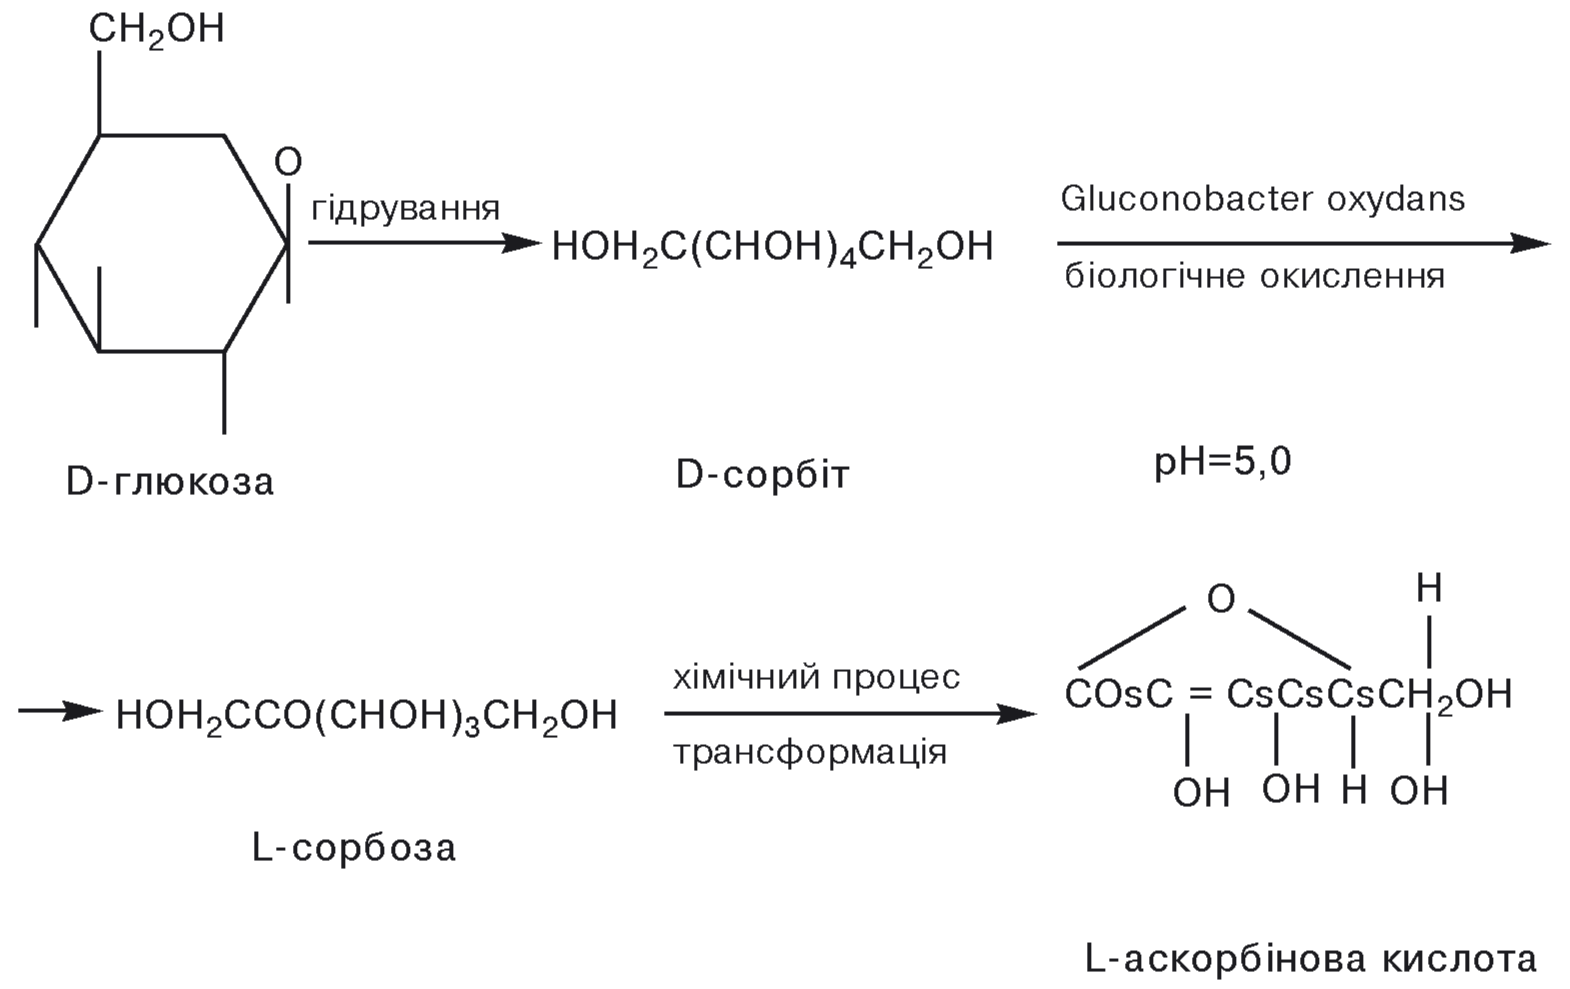 CH₂OH
O
гідрування
HOH₂C(CHOH)₄CH₂OH
Gluconobacter oxydans
біологічне окислення
D-глюкоза
D-сорбіт
pH=5,0
HOH₂CCO(CHOH)₃CH₂OH
хімічний процес
трансформація
O
H
COsC = CsCsCsCH₂OH
OH OH H OH
L-сорбоза
L-аскорбінова кислота